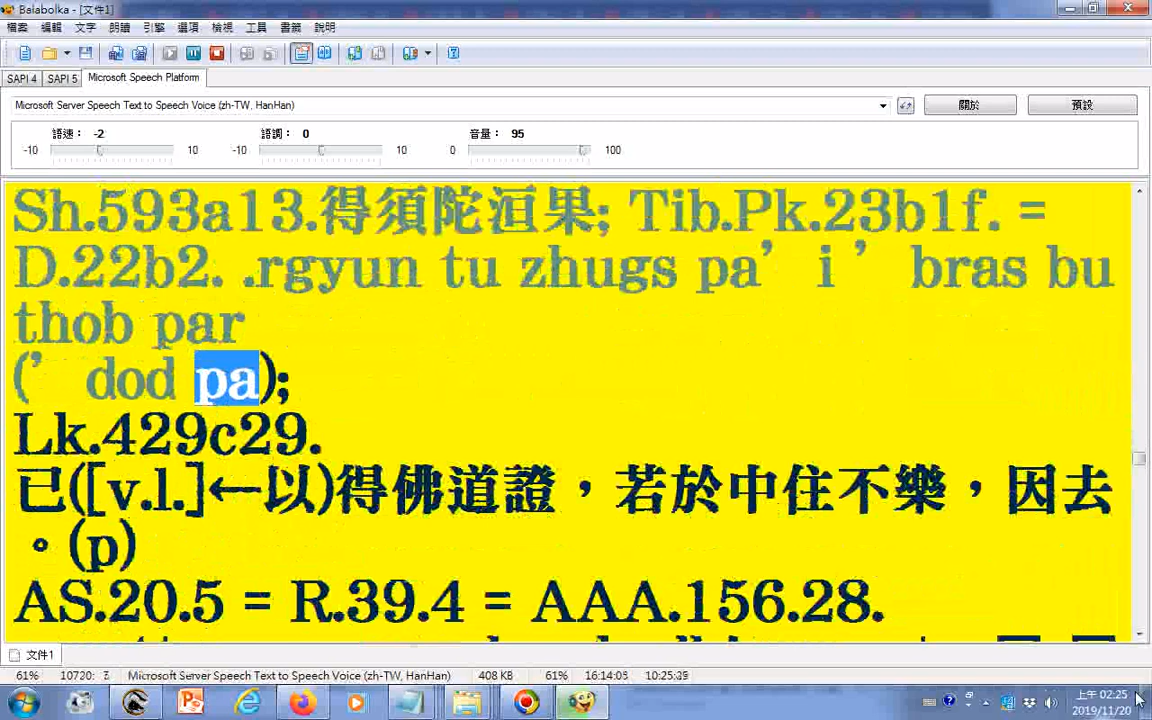 Balabolka - [文件1]
檔案 編輯 文字 朗讀 引擎 選項 檢視 工具 書籤 說明
SAPI 4 SAPI 5 Microsoft Speech Platform
Microsoft Server Speech Text to Speech Voice (zh-TW, HanHan) 關於 預設
語速： -2 語調： 0 音量： 95
-10 10 -10 10 0 100
Sh.593a13.得須陀洹果; Tib.Pk.23b1f. =
D.22b2. .rgyun tu zhugs pa’i ’bras bu
thob par
(’ dod pa);
Lk.429c29.
已([v.l.]←以)得佛道證，若於中住不樂，因去
。(p)
AS.20.5 = R.39.4 = AAA.156.28.
文件1
61% Microsoft Server Speech Text to Speech Voice (zh-TW, HanHan) 408 KB 61% 16:14:03 10:25:39
上午 02:25
2019/11/20